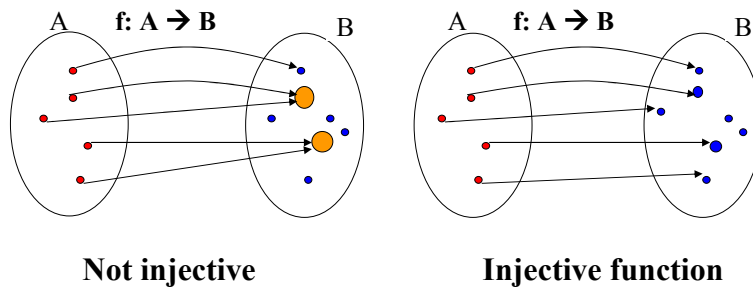 A f: A → B B
A f: A → B B
Not injective
Injective function